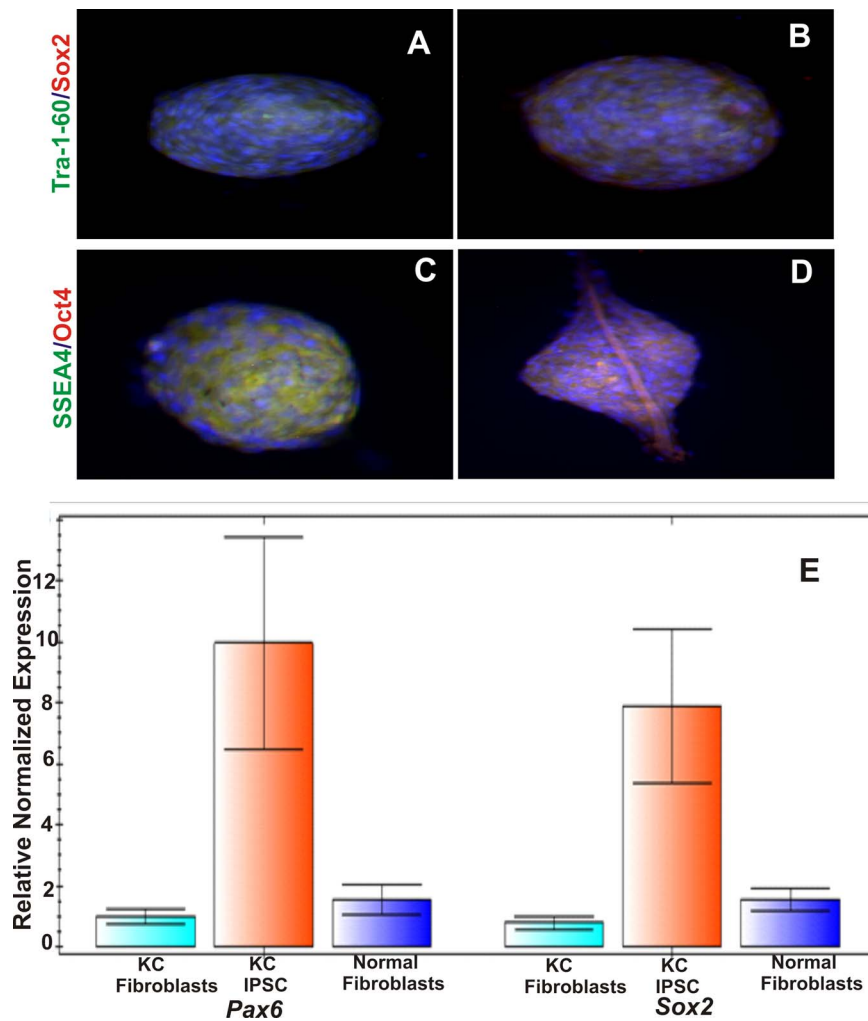 Tra-1-60/Sox2
A
B
SSEA4/Oct4
C
D
Relative Normalized Expression
E
12
10
8
6
4
2
0
KC
Fibroblasts
KC
IPSC
Normal
Fibroblasts
Pax6
KC
Fibroblasts
KC
IPSC
Normal
Fibroblasts
Sox2